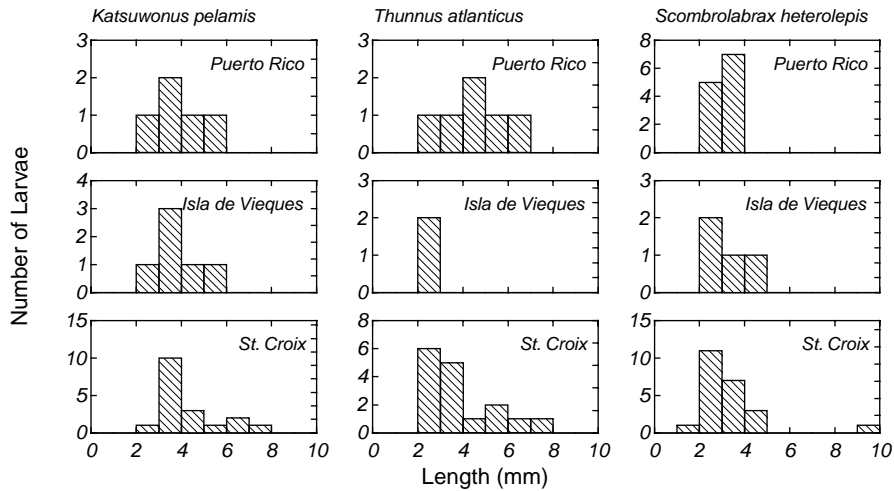 Katsuwonus pelamis Thunnus atlanticus Scombrolabrax heterolepis
3 3 8
Puerto Rico Puerto Rico Puerto Rico
2 2 6
4
1 1 2
0 0 0
4 3 3
Isla de Vieques Isla de Vieques Isla de Vieques
3
2 2 2
1 1 1
0 0 0
15 8 15
St. Croix St. Croix St. Croix
10 6 10
4
5 2 5
0 0 0
0 2 4 6 8 10 0 2 4 6 8 10 0 2 4 6 8 10
Length (mm)
Number of Larvae